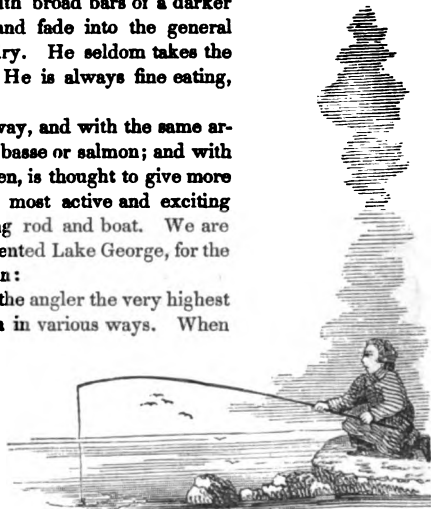 broad bars of a darker
and fade into the general
ry. He seldom takes the
He is always fine eating,
way, and with the same ar-
basse or salmon; and with
en, is thought to give more
most active and exciting
g rod and boat. We are
ented Lake George, for the
n:
the angler the very highest
in various ways. When